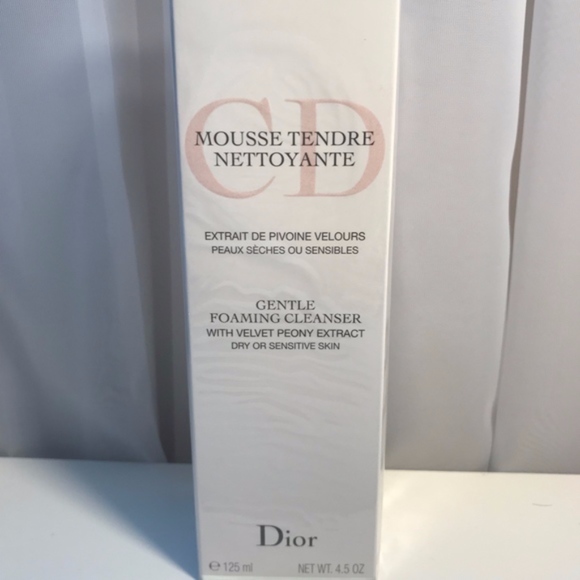 CD
MOUSSE TENDRE
NETTOYANTE
EXTRAIT DE PIVOINE VELOURS
PEAUX SÈCHES OU SENSIBLES
GENTLE
FOAMING CLEANSER
WITH VELVET PEONY EXTRACT
DRY OR SENSITIVE SKIN
Dior
℮ 125 ml NET WT. 4.5 OZ